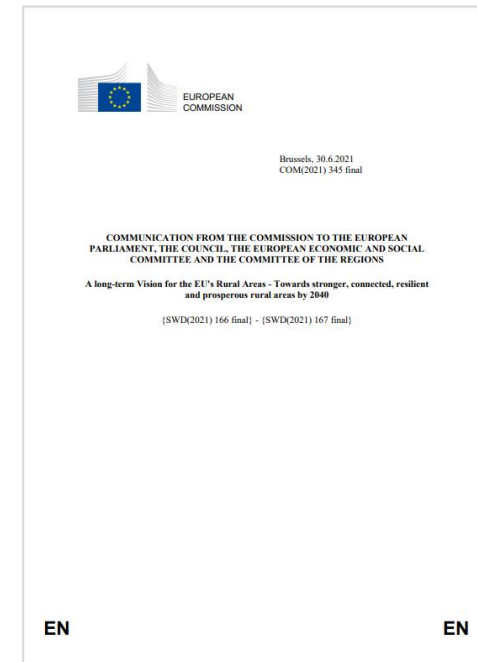 EUROPEAN
COMMISSION
Brussels, 30.6.2021
COM(2021) 345 final
COMMUNICATION FROM THE COMMISSION TO THE EUROPEAN
PARLIAMENT, THE COUNCIL, THE EUROPEAN ECONOMIC AND SOCIAL
COMMITTEE AND THE COMMITTEE OF THE REGIONS
A long-term Vision for the EU's Rural Areas - Towards stronger, connected, resilient
and prosperous rural areas by 2040
{SWD(2021) 166 final} - {SWD(2021) 167 final}
EN EN